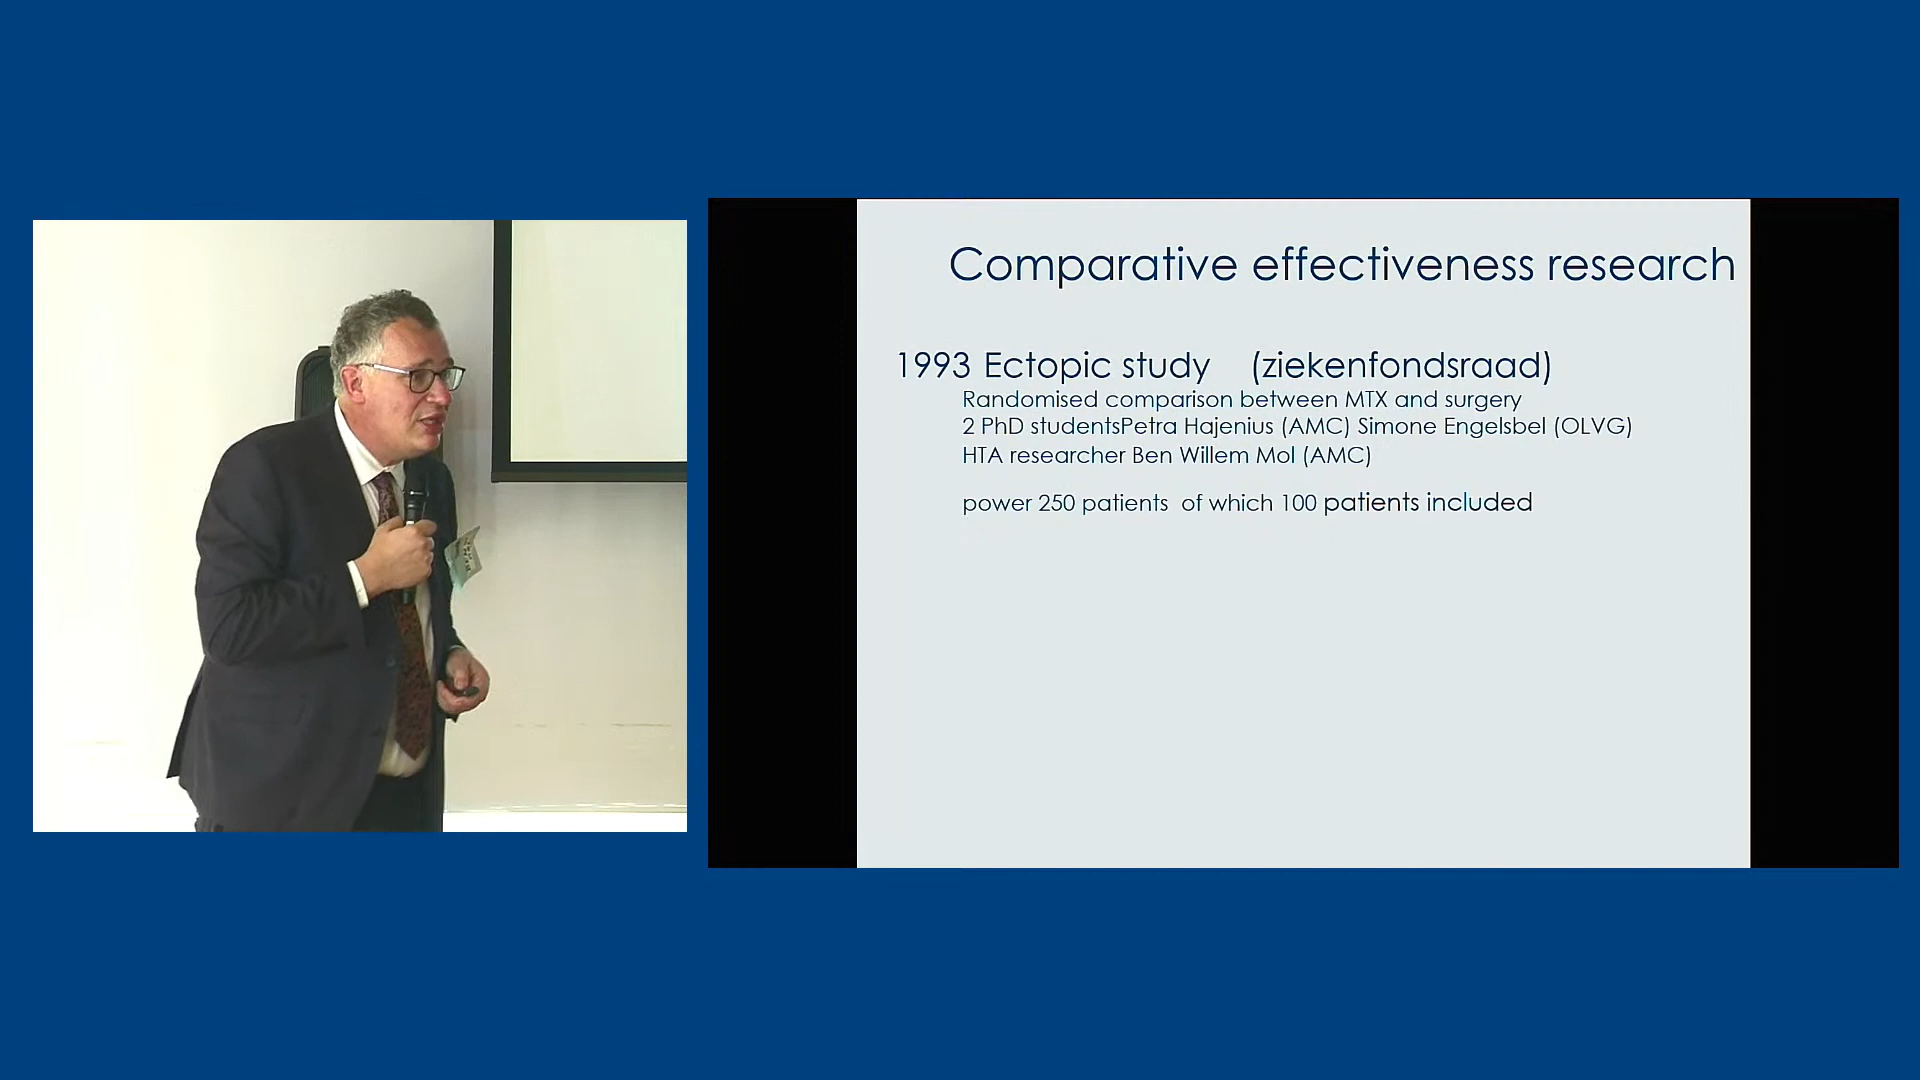 Comparative effectiveness research
1993 Ectopic study (ziekenfondsraad)
Randomised comparison between MTX and surgery
2 PhD studentsPetra Hajenius (AMC) Simone Engelsbel (OLVG)
HTA researcher Ben Willem Mol (AMC)
power 250 patients of which 100 patients included